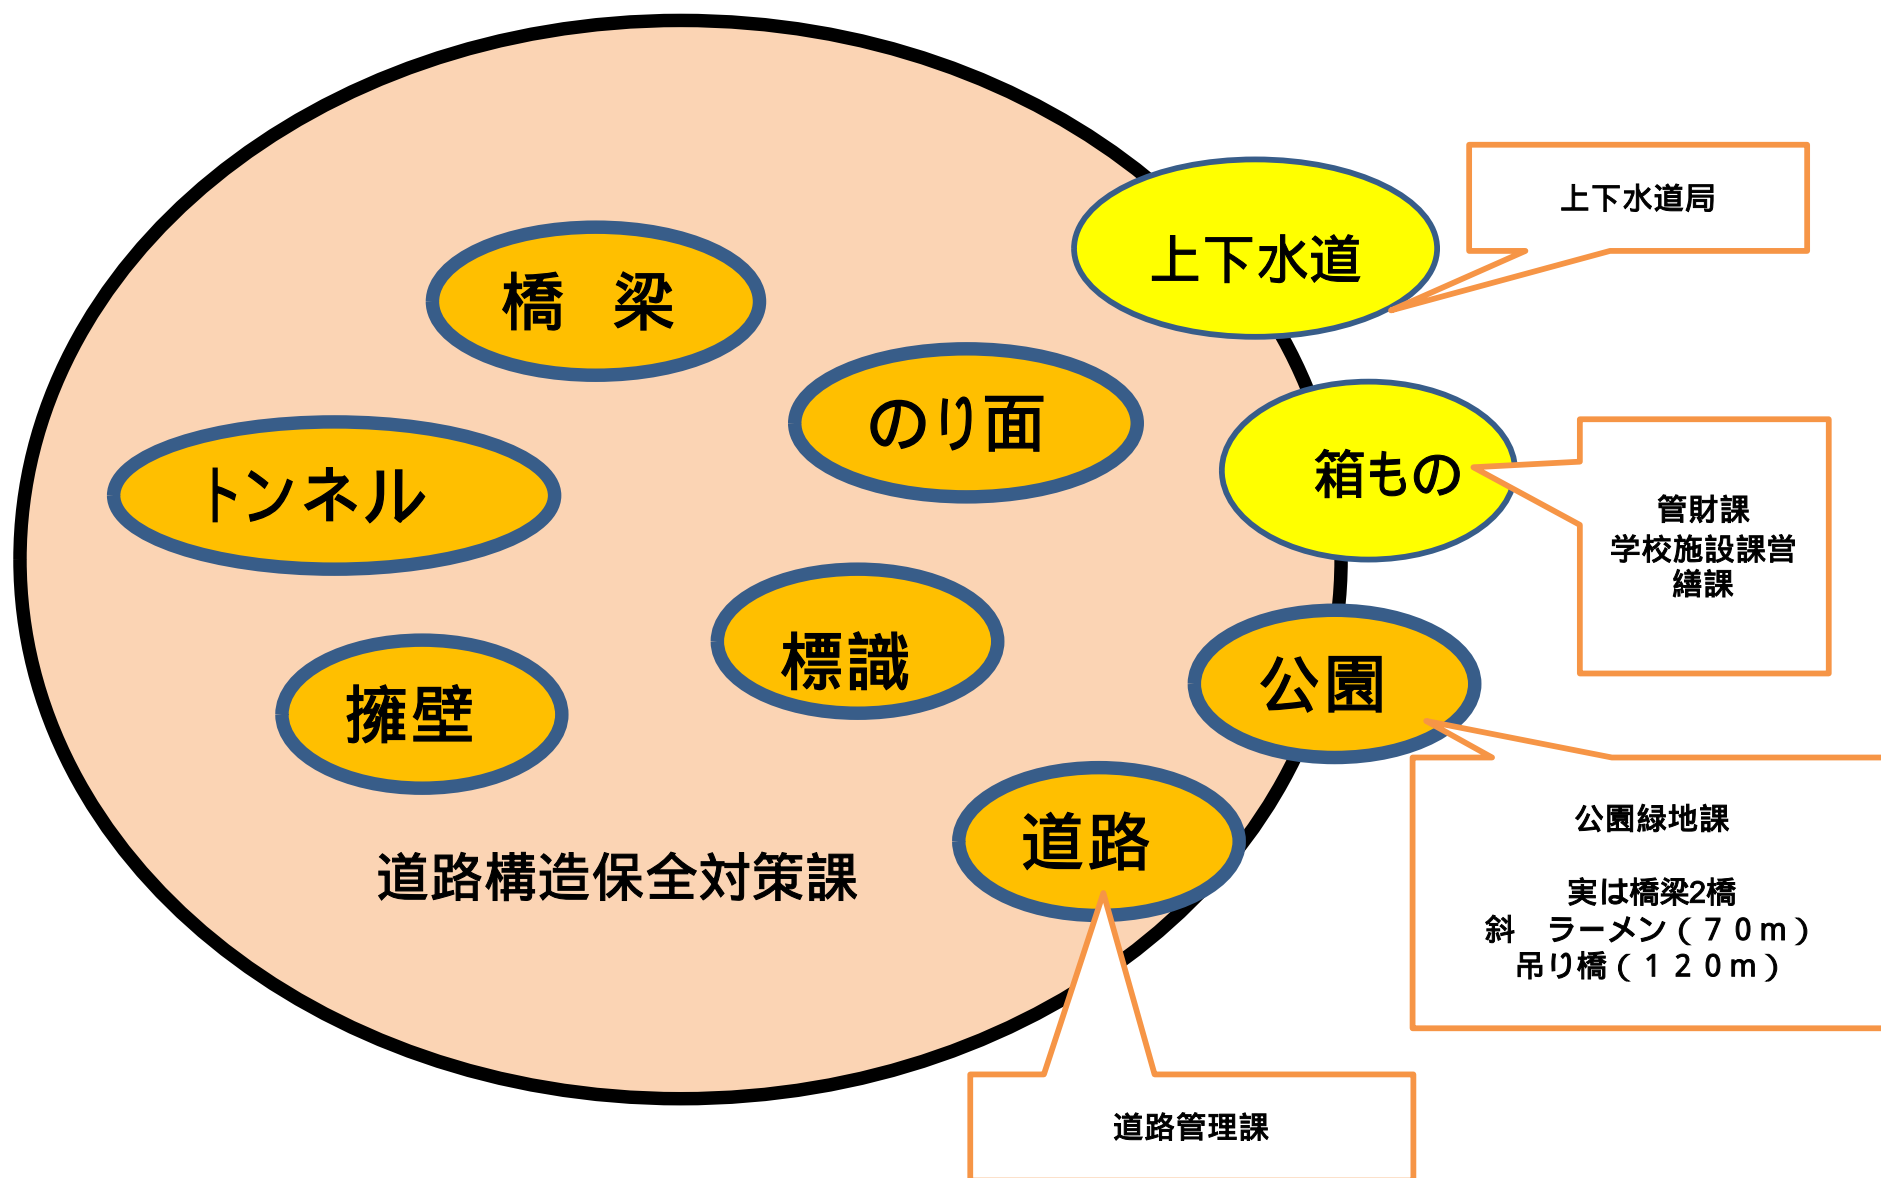 上下水道局
上下水道
橋　梁
のり面
箱もの
トンネル
管財課
学校施設課営
繕課
標識
公園
擁壁
公園緑地課
道路
道路構造保全対策課
実は橋梁2橋
斜　ラーメン（７０ｍ）
吊り橋（１２０ｍ）
道路管理課